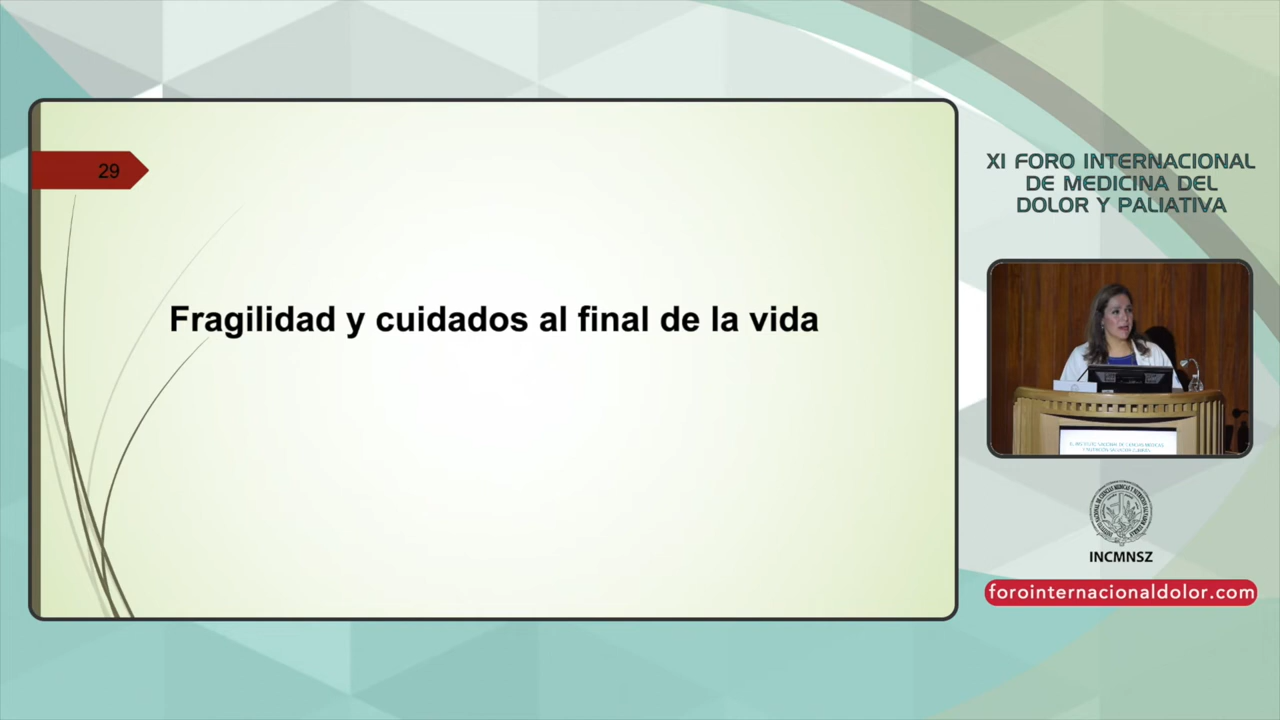 29
Fragilidad y cuidados al final de la vida
XI FORO INTERNACIONAL
DE MEDICINA DEL
DOLOR Y PALIATIVA
INCMNSZ
forointernacionaldolor.com